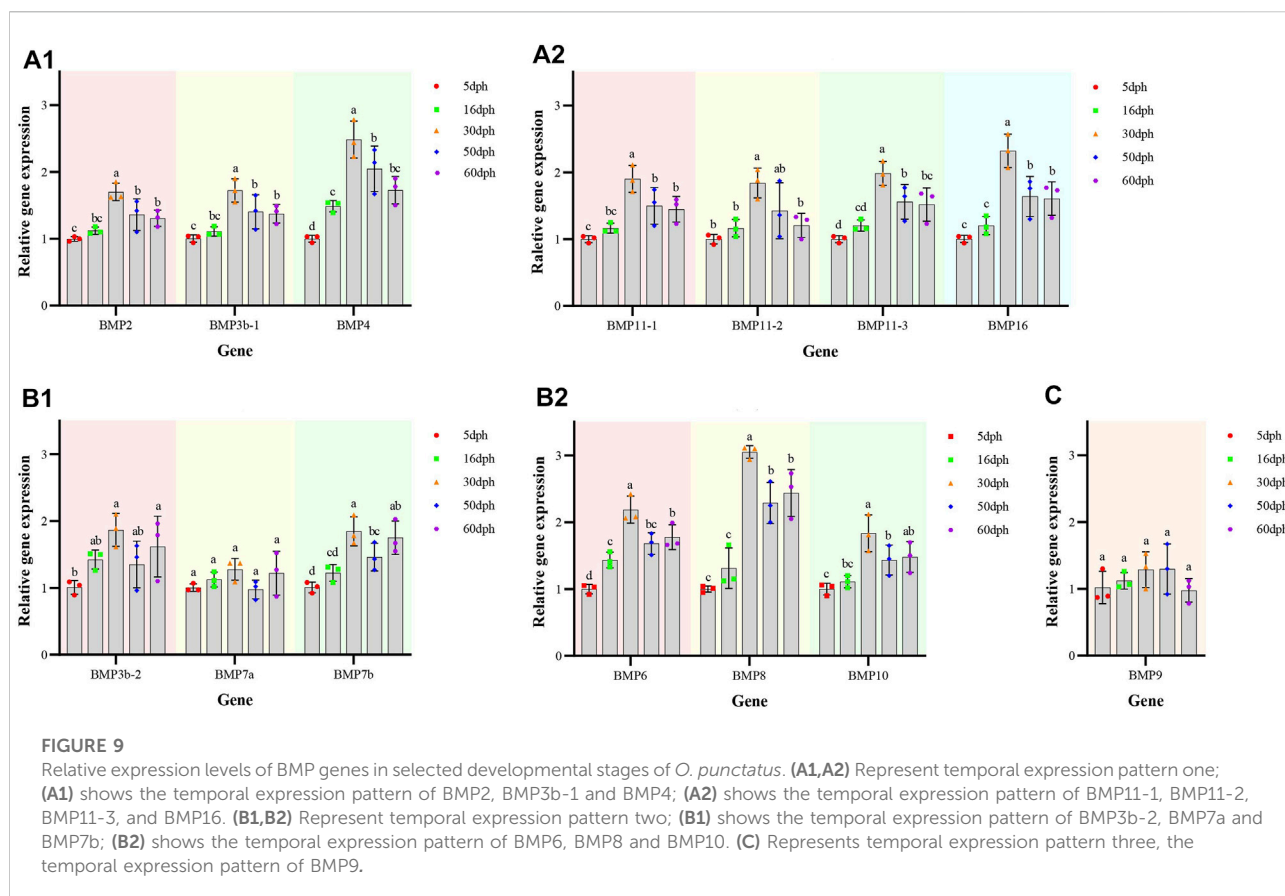 A1
Relative gene expression
3
2
1
0
c bc a b b
c bc a b b
d c a b bc
BMP2 BMP3b-1 BMP4
Gene
5dph
16dph
30dph
50dph
60dph
A2
Raletive gene expession
3
2
1
0
c bc a b b
b b a ab b
d cd a b bc
c c a b b
BMP11-1 BMP11-2 BMP11-3 BMP16
Gene
5dph
16dph
30dph
50dph
60dph
B1
Relative gene expression
3
2
1
0
b ab a ab a
a a a a a
d cd a bc ab
BMP3b-2 BMP7a BMP7b
Gene
5dph
16dph
30dph
50dph
60dph
B2
Relative gene expression
3
2
1
0
d c a bc b
c c a b b
c bc a b ab
BMP6 BMP8 BMP10
Gene
5dph
16dph
30dph
50dph
60dph
C
Relative gene expression
3
2
1
0
a a a a a
BMP9
Gene
5dph
16dph
30dph
50dph
60dph
FIGURE 9
Relative expression levels of BMP genes in selected developmental stages of O. punctatus. (A1,A2) Represent temporal expression pattern one;
(A1) shows the temporal expression pattern of BMP2, BMP3b-1 and BMP4; (A2) shows the temporal expression pattern of BMP11-1, BMP11-2,
BMP11-3, and BMP16. (B1,B2) Represent temporal expression pattern two; (B1) shows the temporal expression pattern of BMP3b-2, BMP7a and
BMP7b; (B2) shows the temporal expression pattern of BMP6, BMP8 and BMP10. (C) Represents temporal expression pattern three, the
temporal expression pattern of BMP9.